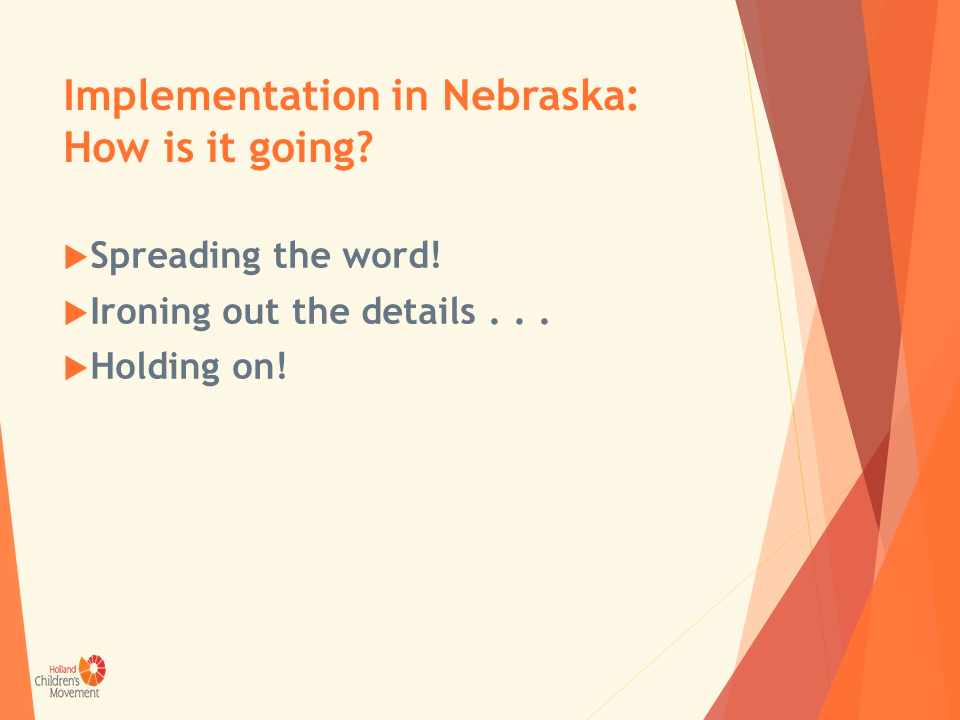 Implementation in Nebraska:
How is it going?
Spreading the word!
Ironing out the details . . .
Holding on!
Holland
Children's
Movement